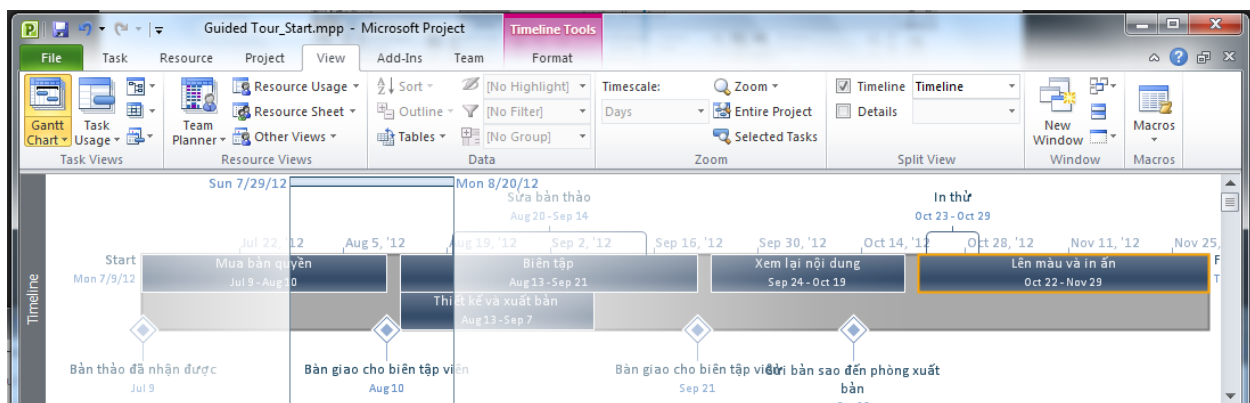 Guided Tour_Start.mpp - Microsoft Project
Timeline Tools
File Task Resource Project View Add-Ins Team Format
Gantt Chart
Task Usage
Team Planner
Resource Usage
Resource Sheet
Other Views
Sort
Outline
Tables
[No Highlight]
[No Filter]
[No Group]
Timescale:
Days
Zoom
Entire Project
Selected Tasks
Timeline Timeline
Details
New Window
Macros
Task Views Resource Views Data Zoom Split View Window Macros
Sun 7/29/12 Mon 8/20/12
Sửa bản thảo
Aug 20 - Sep 14
In thử
Oct 23 - Oct 29
Jul 22, '12 Aug 5, '12 Aug 19, '12 Sep 2, '12 Sep 16, '12 Sep 30, '12 Oct 14, '12 Oct 28, '12 Nov 11, '12 Nov 25,
Start
Mon 7/9/12
Mua bản quyền
Jul 9 - Aug 10
Biên tập
Aug 13 - Sep 21
Xem lại nội dung
Sep 24 - Oct 19
Lên màu và in ấn
Oct 22 - Nov 29
F
T
Thiết kế và xuất bản
Aug 13 - Sep 7
Timeline
Bản thảo đã nhận được
Jul 9
Bàn giao cho biên tập viên
Aug 10
Bàn giao cho biên tập viên
Sep 21
Gửi bản sao đến phòng xuất
bản